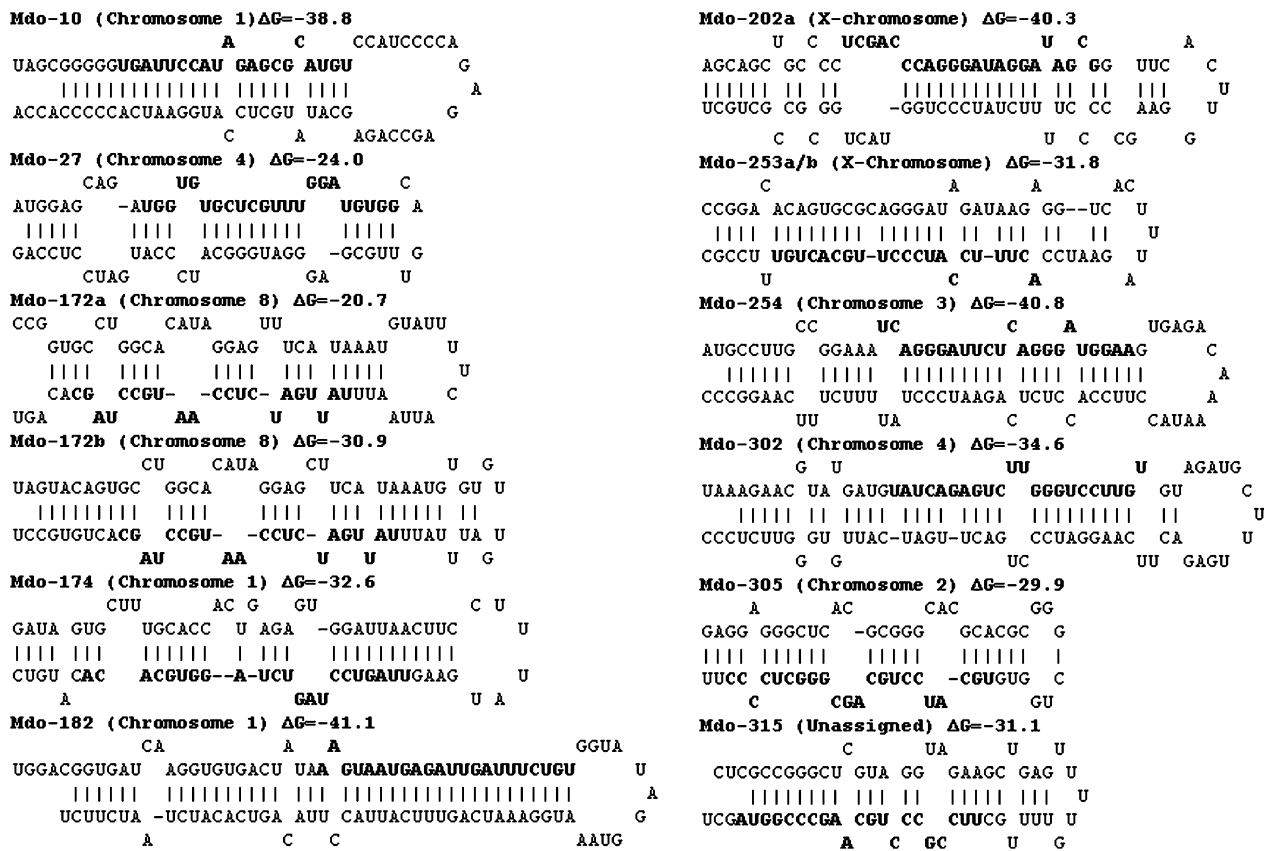 Mdo-10 (Chromosome 1)ΔG=-38.8
A C CCAUCCCCA
UAGCGGGGGUGAUUCCAU GAGCG AUGU G
||||||||||||| ||||| |||| A
ACCACCCCCACUAAGGUA CUCGU UACG G
C A AGACCGA
Mdo-27 (Chromosome 4) ΔG=-24.0
CAG UG GGA C
AUGGAG -AUGG UGCUCGUUU UGUGG A
||||| |||| ||||||||| |||||
GACCUC UACC ACGGGUAGG -GCGUU G
CUAG CU GA U
Mdo-172a (Chromosome 8) ΔG=-20.7
CCG CU CAUA UU GUAUU
GUGC GGCA GGAG UCA UAAAU U
|||| |||| |||| ||| |||| U
CACG CCGU- -CCUC- AGU AUUUA C
UGA AU AA U U AUUA
Mdo-172b (Chromosome 8) ΔG=-30.9
CU CAUA CU U G
UAGUACAGUGC GGCA GGAG UCA UAAAUG GU U
||||||||| |||| |||| ||| |||||| ||
UCCGUGUCACG CCGU- -CCUC- AGU AUUUAU UA U
AU AA U U U G
Mdo-174 (Chromosome 1) ΔG=-32.6
CUU AC G GU C U
GAUA GUG UGCACC U AGA -GGAUUAACUUC U
|||| ||| |||||| | ||| |||||||||||
CUGU CAC ACGUGG--A-UCU CCUGAUUGAAG U
A GAU U A
Mdo-182 (Chromosome 1) ΔG=-41.1
CA A A GGUA
UGGACGGUGAU AGGUGUGACU UAA GUAAUGAGAUUGAUUUCUGU U
|||||| |||||||||| ||| |||||||||||||||||||| A
UCUUCUA -UCUACACUGA AUU CAUUACUUUGACUAAAGGUA G
A C C AAUG
Mdo-202a (X-chromosome) ΔG=-40.3
U C UCGAC U C A
AGCAGC GC CC CCAGGGAUAGGA AG GGG UUC C
|||||| || || |||||||||||| || || ||| U
UCGUCG CG GG -GGUCCCUAUCUU UC CC AAG U
C C UCAU U C CG G
Mdo-253a/b (X-Chromosome) ΔG=-31.8
C A A AC
CCGGA ACAGUGCGCAGGGAU GAUAAG GG--UC U
|||| |||||||| |||||| || ||| || || U
CGCCU UGUCACGU-UCCCUA CU-UUC CCUAAG U
U C A A
Mdo-254 (Chromosome 3) ΔG=-40.8
CC UC C A UGAGA
AUGCCUUG GGAAA AGGGAUUCU AGGG UGGAAG C
|||||| ||||| ||||||||| |||| |||||| A
CCCGGAAC UCUUU UCCCUAAGA UCUC ACCUUC A
UU UA C C CAUAA
Mdo-302 (Chromosome 4) ΔG=-34.6
G U UU U AGAUG
UAAAGAAC UA GAUGUAUCAGAGUC GGGUCCUUG GU C
||||| || |||| |||| |||| ||||||||| || U
CCCUCUUG GU UUAC-UAGU-UCAG CCUAGGAAC CA U
G G UC UU GAGU
Mdo-305 (Chromosome 2) ΔG=-29.9
A AC CAC GG
GAGG GGGCUC -GCGGG GCACGC G
|||| |||||| ||||| |||||| |
UUCC CUCGGG CGUCC -CGUGUG C
C CGA UA GU
Mdo-315 (Unassigned) ΔG=-31.1
C UA U U
CUCGCCGGGCU GUA GG GAAGC GAG U
|||||||| ||| || ||||| ||| U
UCGAUGGCCCGA CGU CC CUUCG UUU U
A C GC U G